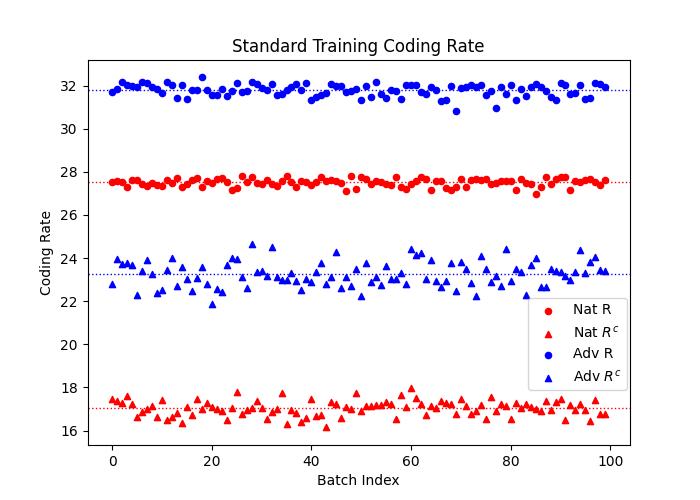 Standard Training Coding Rate
Coding Rate
32
30
28
26
24
22
20
18
16
0
20
40
60
80
100
Batch Index
Nat R
Nat R^c
Adv R
Adv R^c